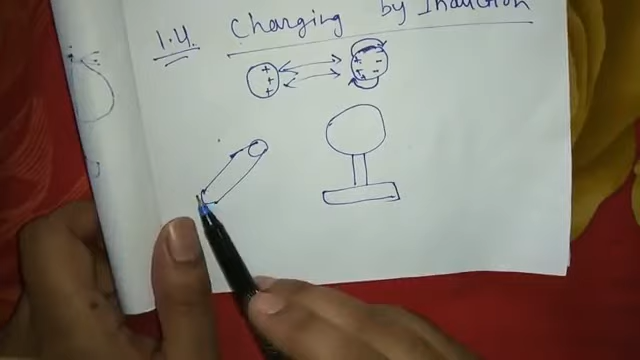 1.4. Charging by Induction
+ + + + - + - + -